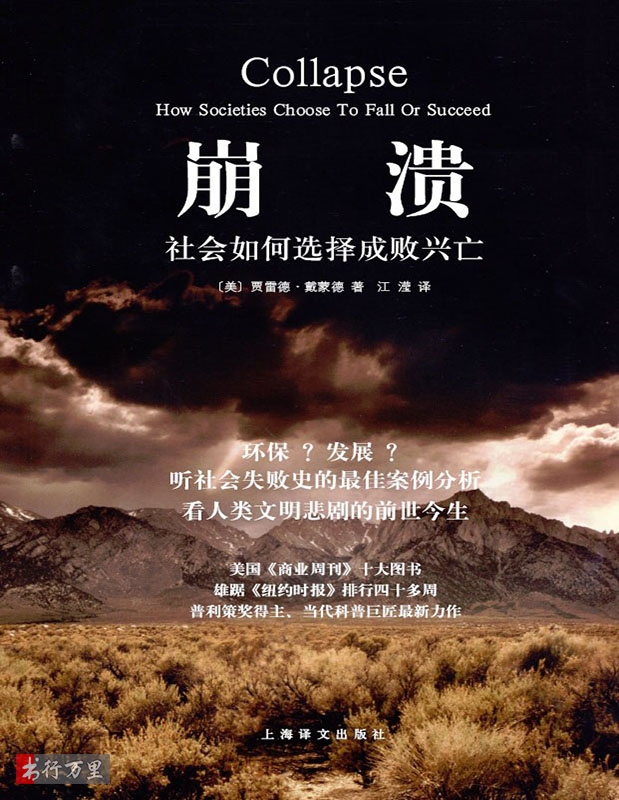 Collapse
How Societies Choose To Fall Or Succeed
崩 溃
社会如何选择成败兴亡
〔美〕贾雷德·戴蒙德 著 江 滢 译
环保 ？ 发展 ？
听社会失败史的最佳案例分析
看人类文明悲剧的前世今生
美国《商业周刊》十大图书
雄踞《纽约时报》排行四十多周
普利策奖得主、当代科普巨匠最新力作
上海译文出版社
书行万里